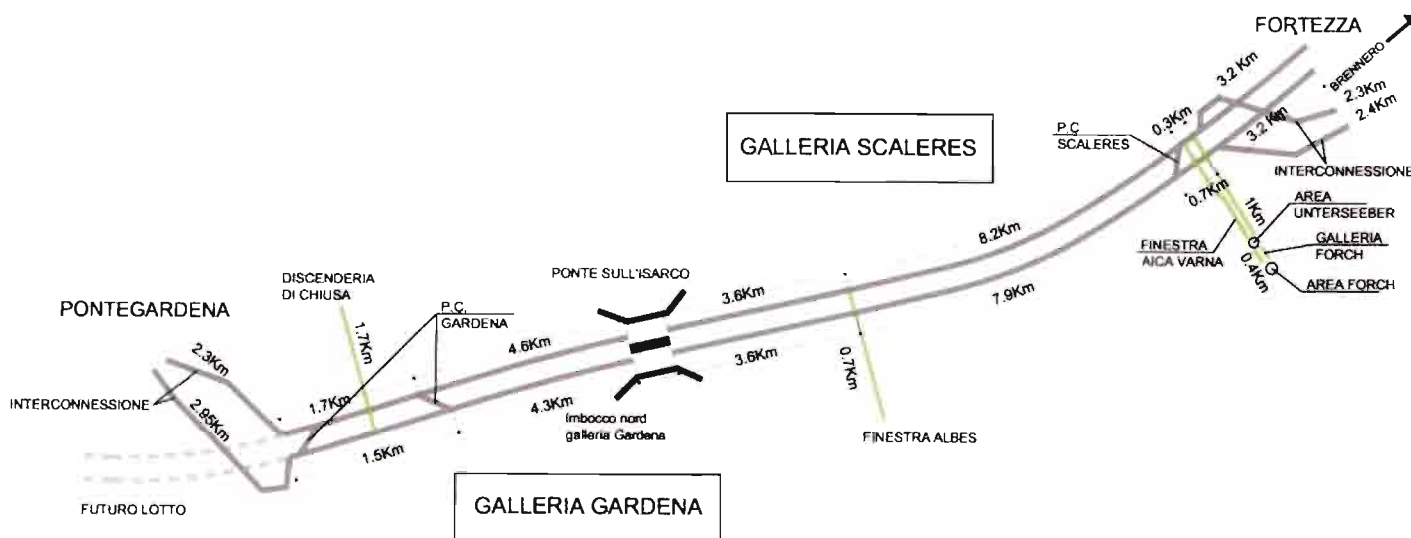 FORTEZZA
BRENNERO
3.2 Km
2.3Km
2.4Km
0.3Km
3.2 Km
P.C
SCALERES
GALLERIA SCALERES
INTERCONNESSIONE
0.7Km
1Km
AREA
UNTERSEEBER
FINESTRA
AICA VARNA
GALLERIA
FORCH
0.4Km
AREA FORCH
8.2Km
7.9Km
DISCENDERIA
DI CHIUSA
PONTE SULL'ISARCO
3.6Km
PONTEGARDENA
P.C.
GARDENA
1.7Km
4.6Km
3.6Km
0.7Km
2.3Km
INTERCONNESSIONE
2.95Km
1.7Km
4.3Km
Imbocco nord
galleria Gardena
FINESTRA ALBES
1.5Km
FUTURO LOTTO
GALLERIA GARDENA